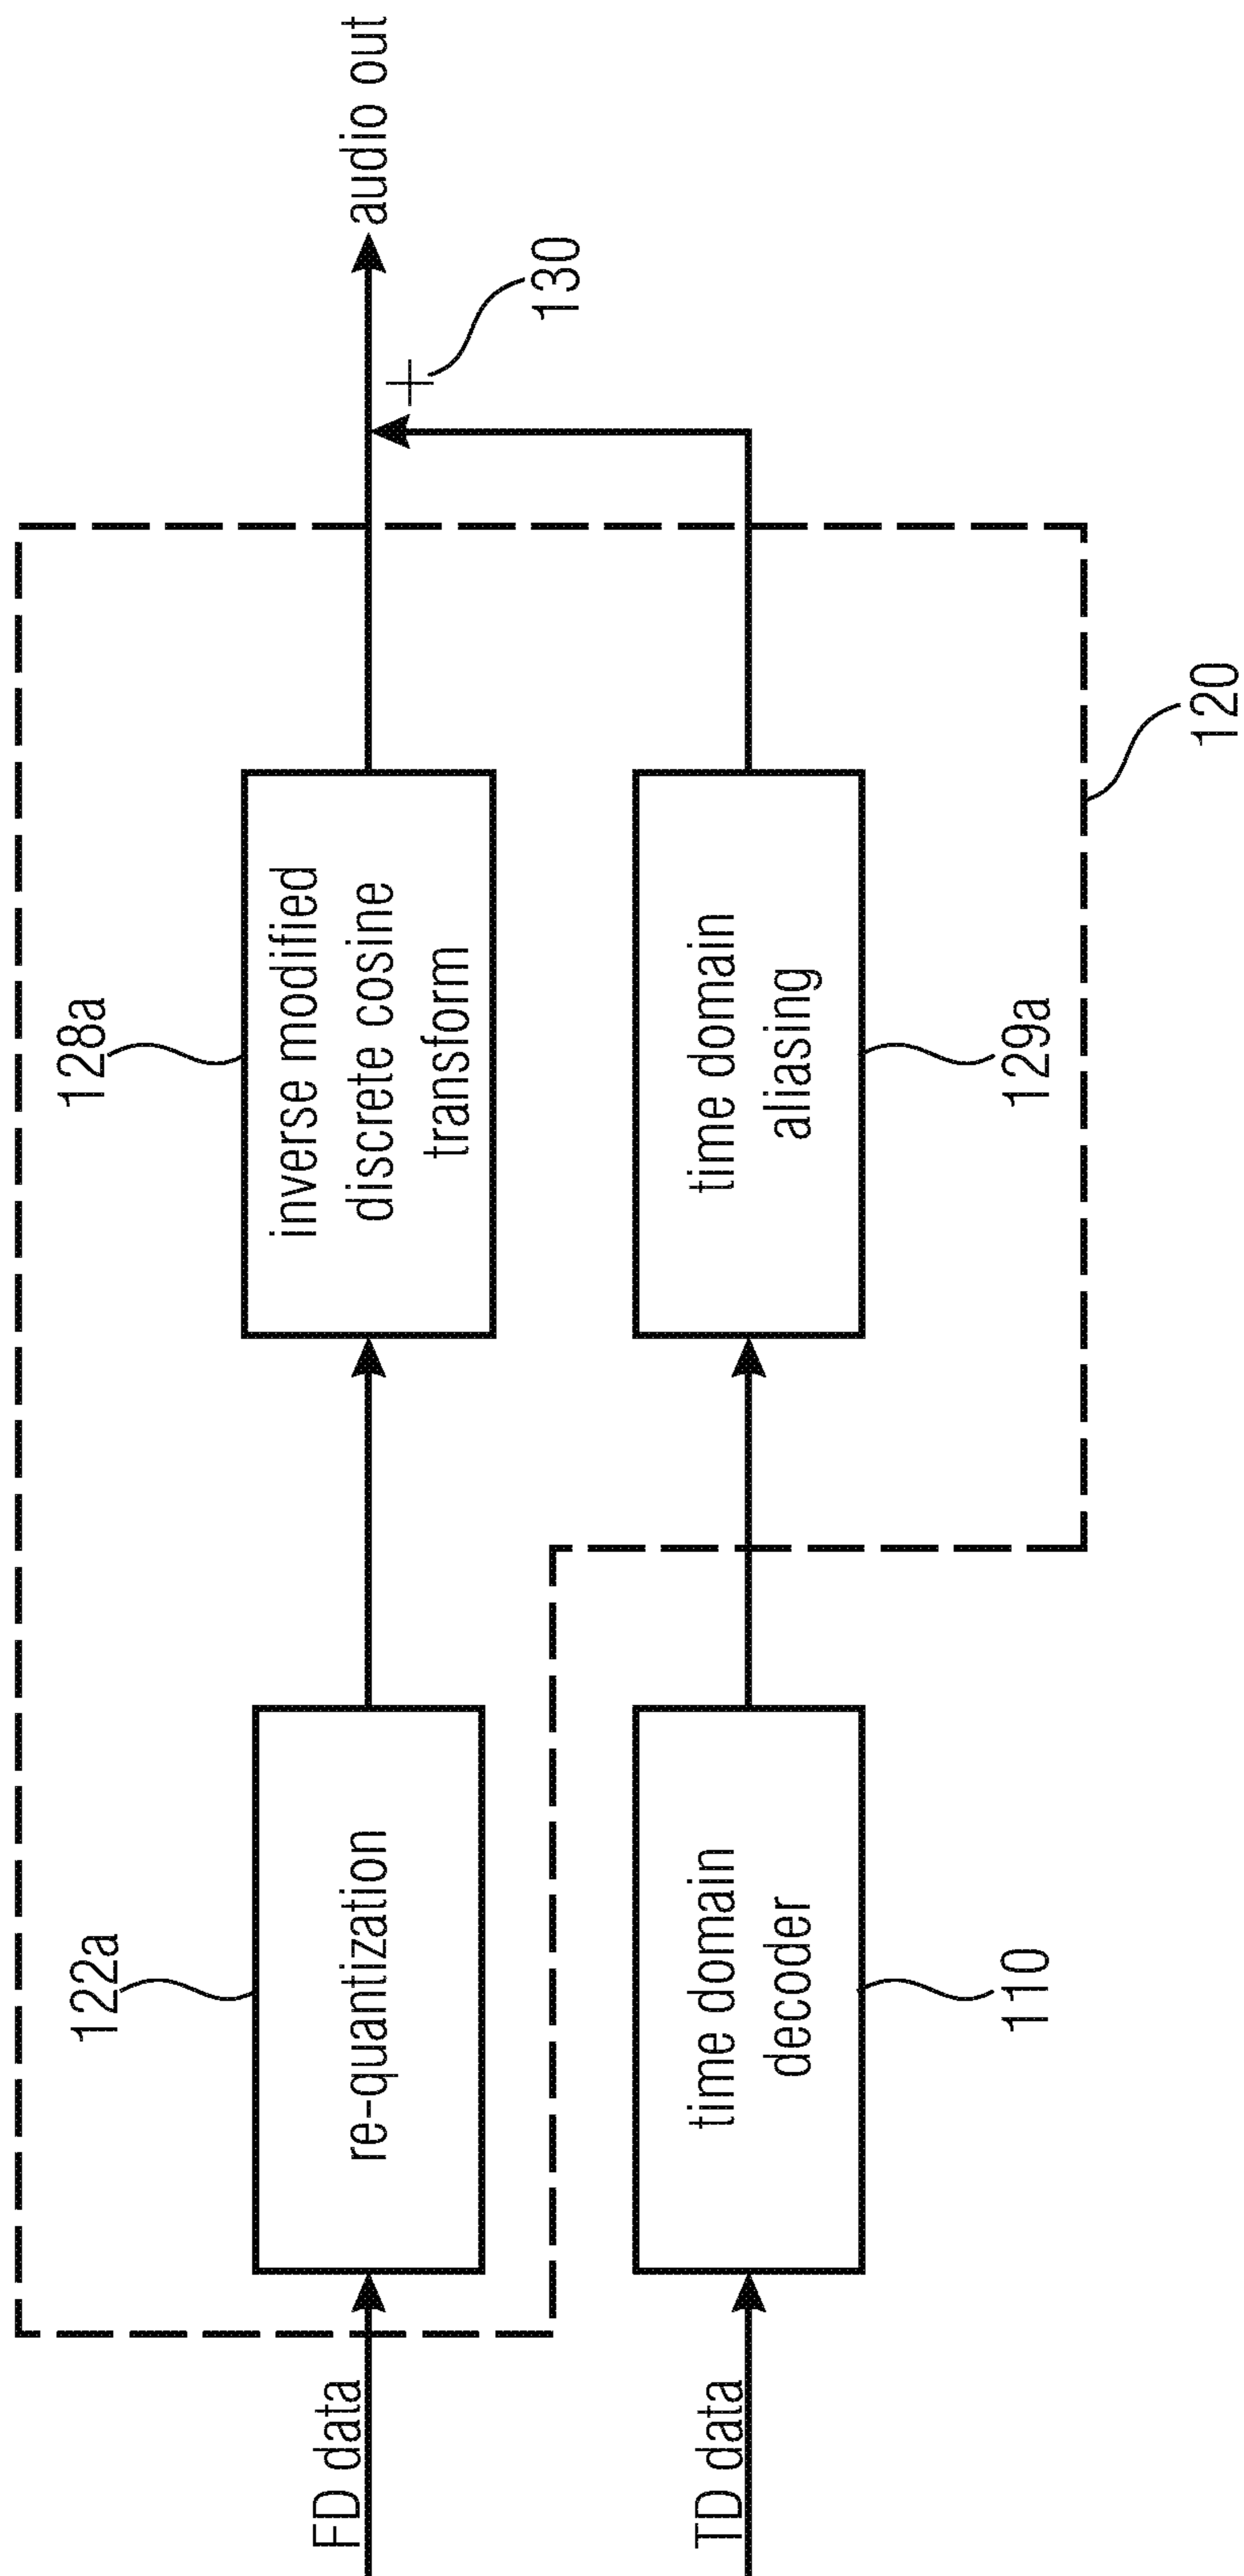 122a
128a
FD data
re-quantization
inverse modified
discrete cosine
transform
audio out
+
130
TD data
time domain
decoder
time domain
aliasing
110
129a
120